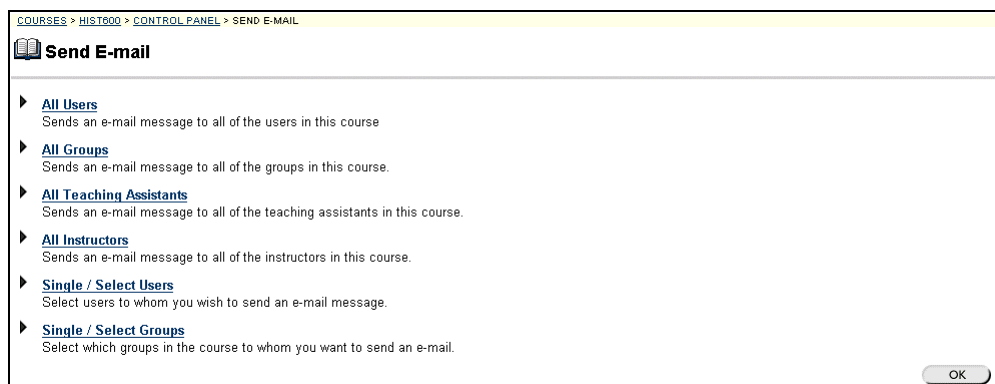 COURSES > HIST600 > CONTROL PANEL > SEND E-MAIL
Send E-mail
All Users
Sends an e-mail message to all of the users in this course
All Groups
Sends an e-mail message to all of the groups in this course.
All Teaching Assistants
Sends an e-mail message to all of the teaching assistants in this course.
All Instructors
Sends an e-mail message to all of the instructors in this course.
Single / Select Users
Select users to whom you wish to send an e-mail message.
Single / Select Groups
Select which groups in the course to whom you want to send an e-mail.
OK